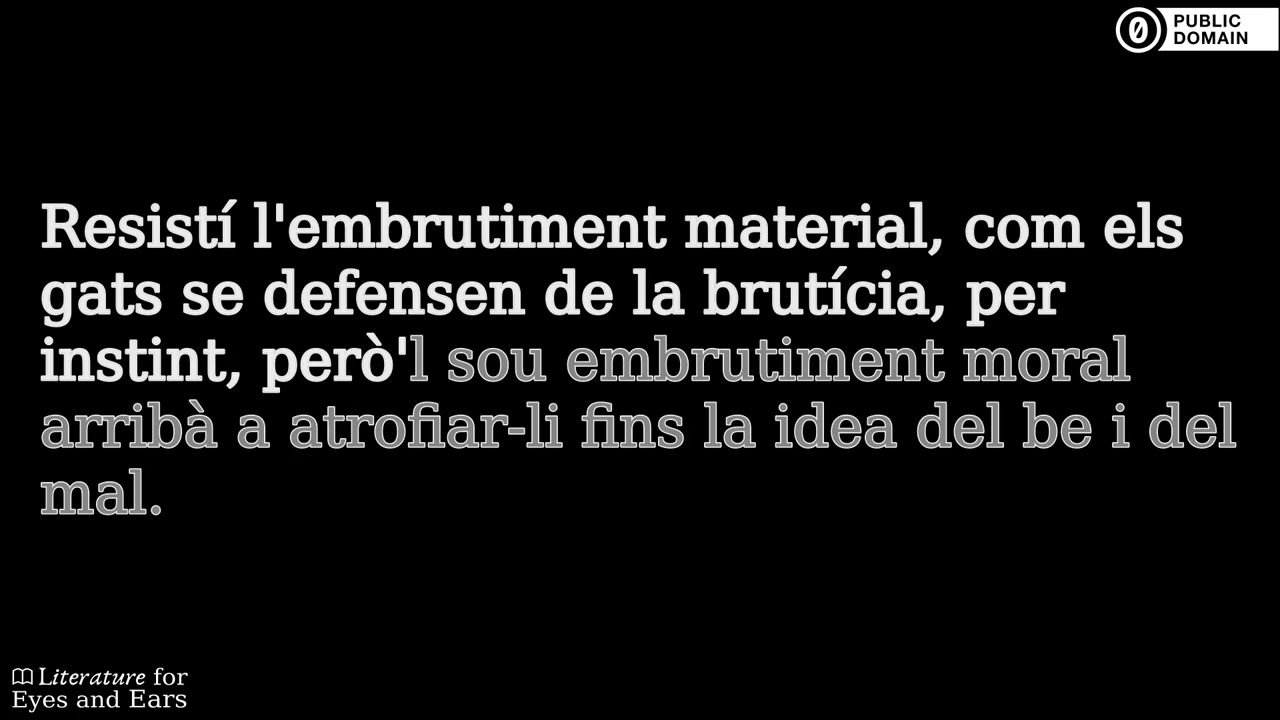 PUBLIC
DOMAIN
Resistí l'embrutiment material, com els
gats se defensen de la brutícia, per
instint, però'l sou embrutiment moral
arribà a atrofiar-li fins la idea del be i del
mal.
Literature for
Eyes and Ears